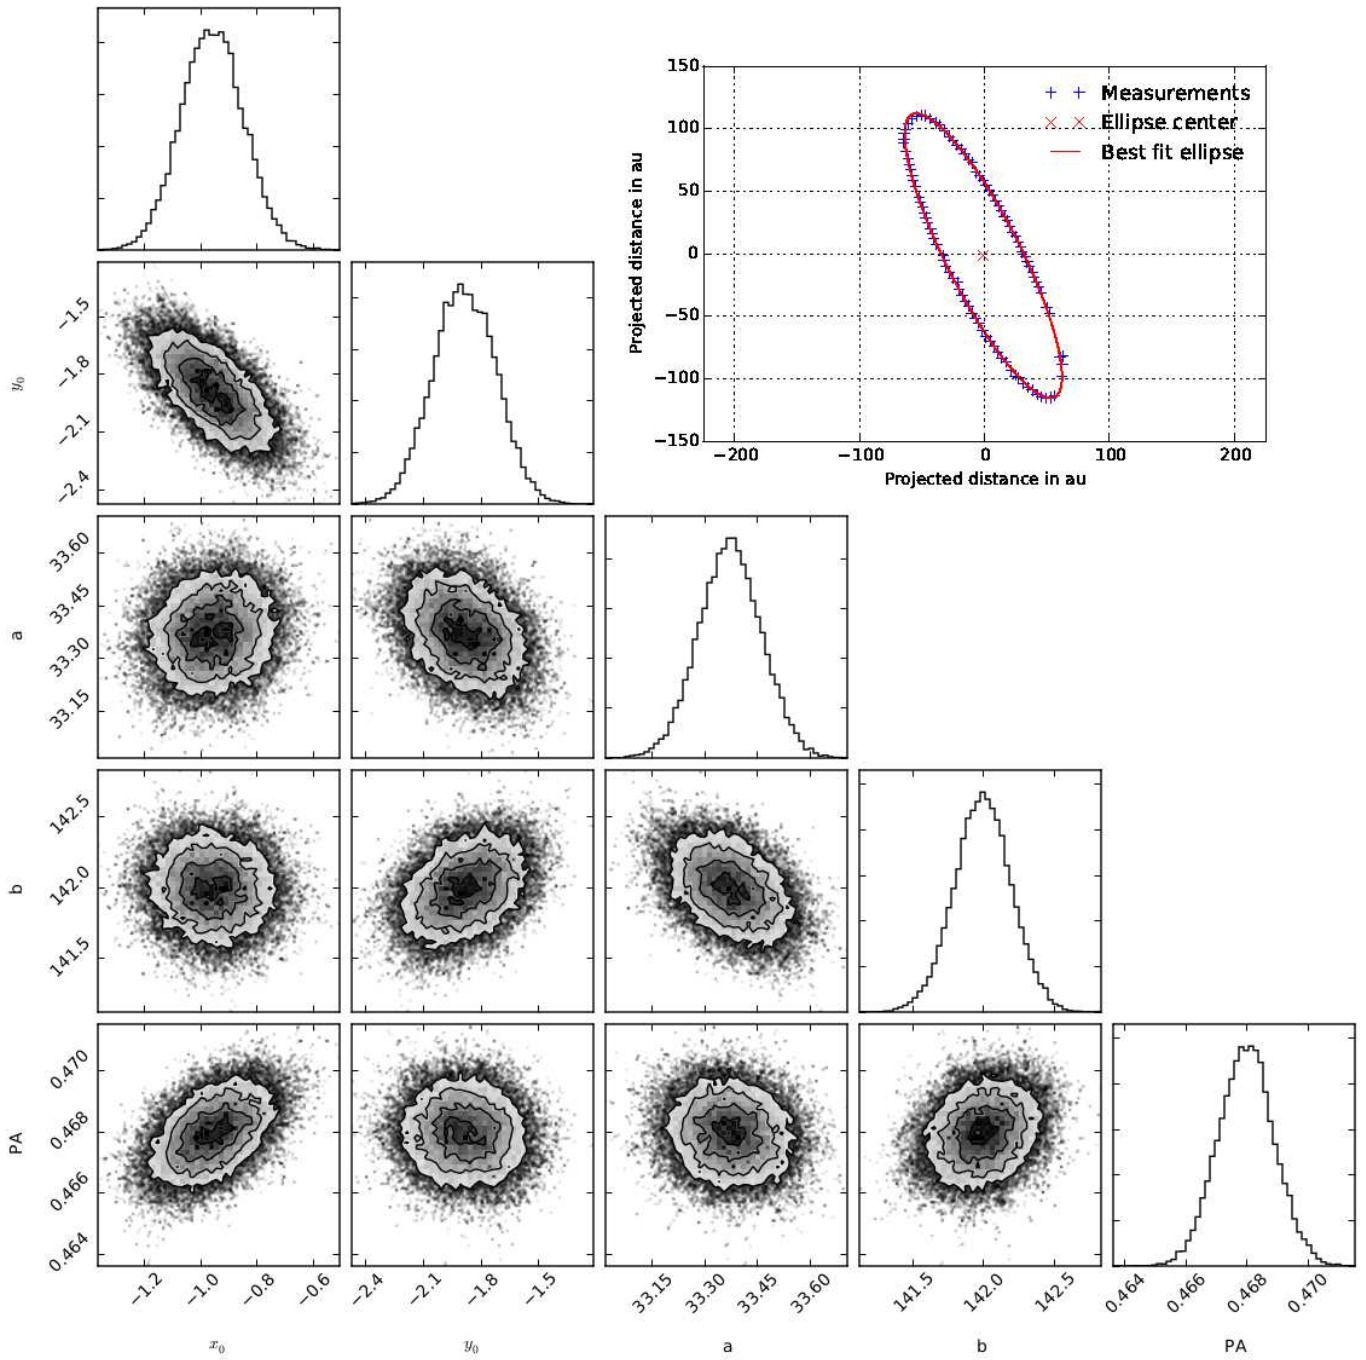 150
100
50
0
−50
−100
−150
−200 −100 0 100 200
Projected distance in au
Projected distance in au
Measurements
Ellipse center
Best fit ellipse
y₀
−1.5
−1.8
−2.1
−2.4
a
33.60
33.45
33.30
33.15
b
142.5
142.0
141.5
PA
0.470
0.468
0.466
0.464
−1.2 −1.0 −0.8 −0.6
−2.4 −2.1 −1.8 −1.5
33.15 33.30 33.45 33.60
141.5 142.0 142.5
0.464 0.466 0.468 0.470
x₀ y₀ a b PA